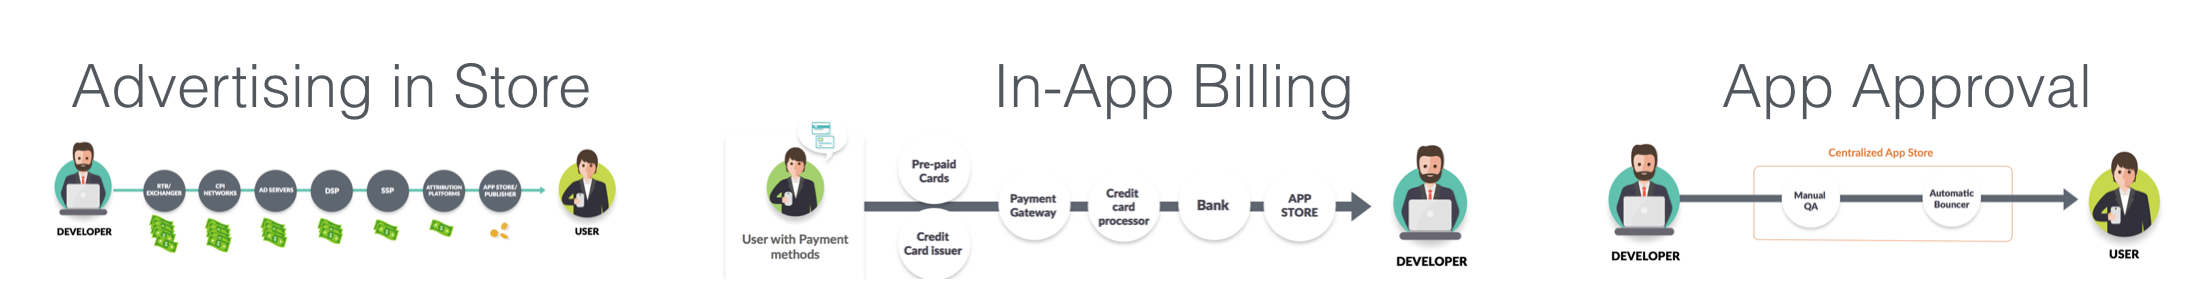 Advertising in Store
RTB/
EXCHANGER
CPI
NETWORKS
AD SERVERS
DSP
SSP
ATTRIBUTION
PLATFORMS
APP STORE/
PUBLISHER
DEVELOPER
USER
In-App Billing
User with Payment
methods
Pre-paid
Cards
Credit
Card issuer
Payment
Gateway
Credit
card
processor
Bank
APP
STORE
DEVELOPER
App Approval
Centralized App Store
Manual
QA
Automatic
Bouncer
DEVELOPER
USER